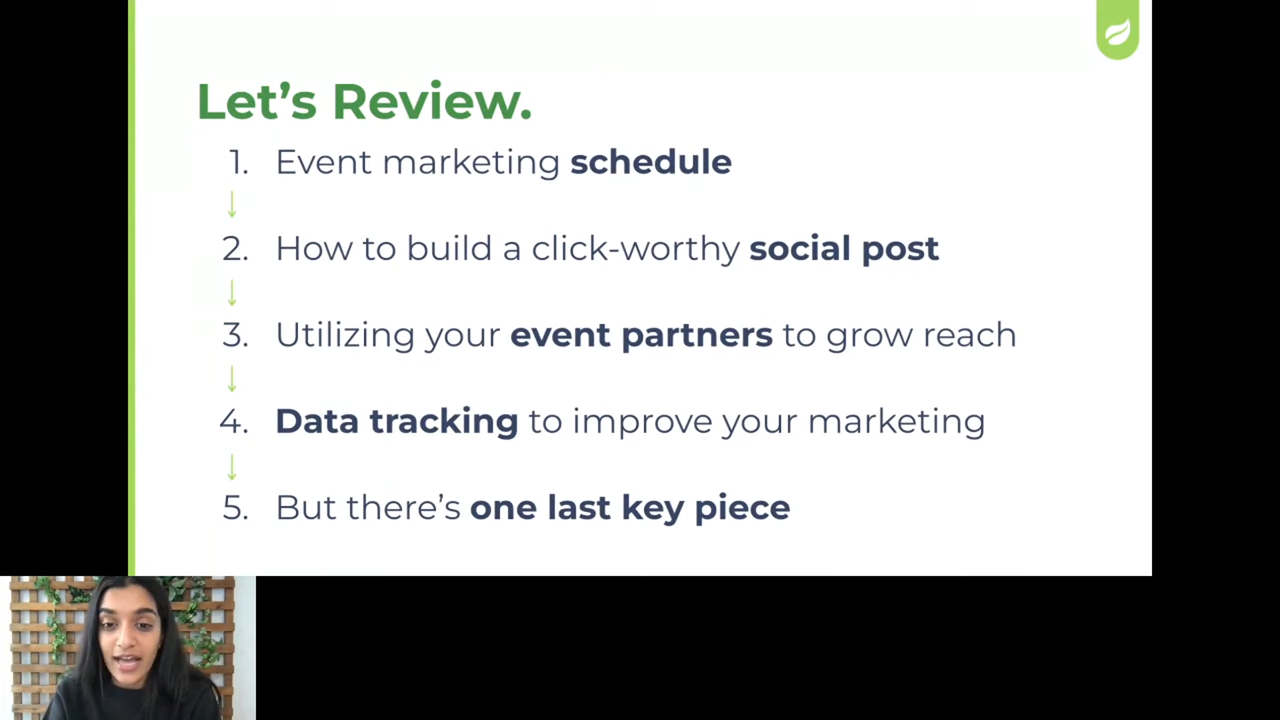 Let’s Review.
1. Event marketing schedule
2. How to build a click-worthy social post
3. Utilizing your event partners to grow reach
4. Data tracking to improve your marketing
5. But there’s one last key piece